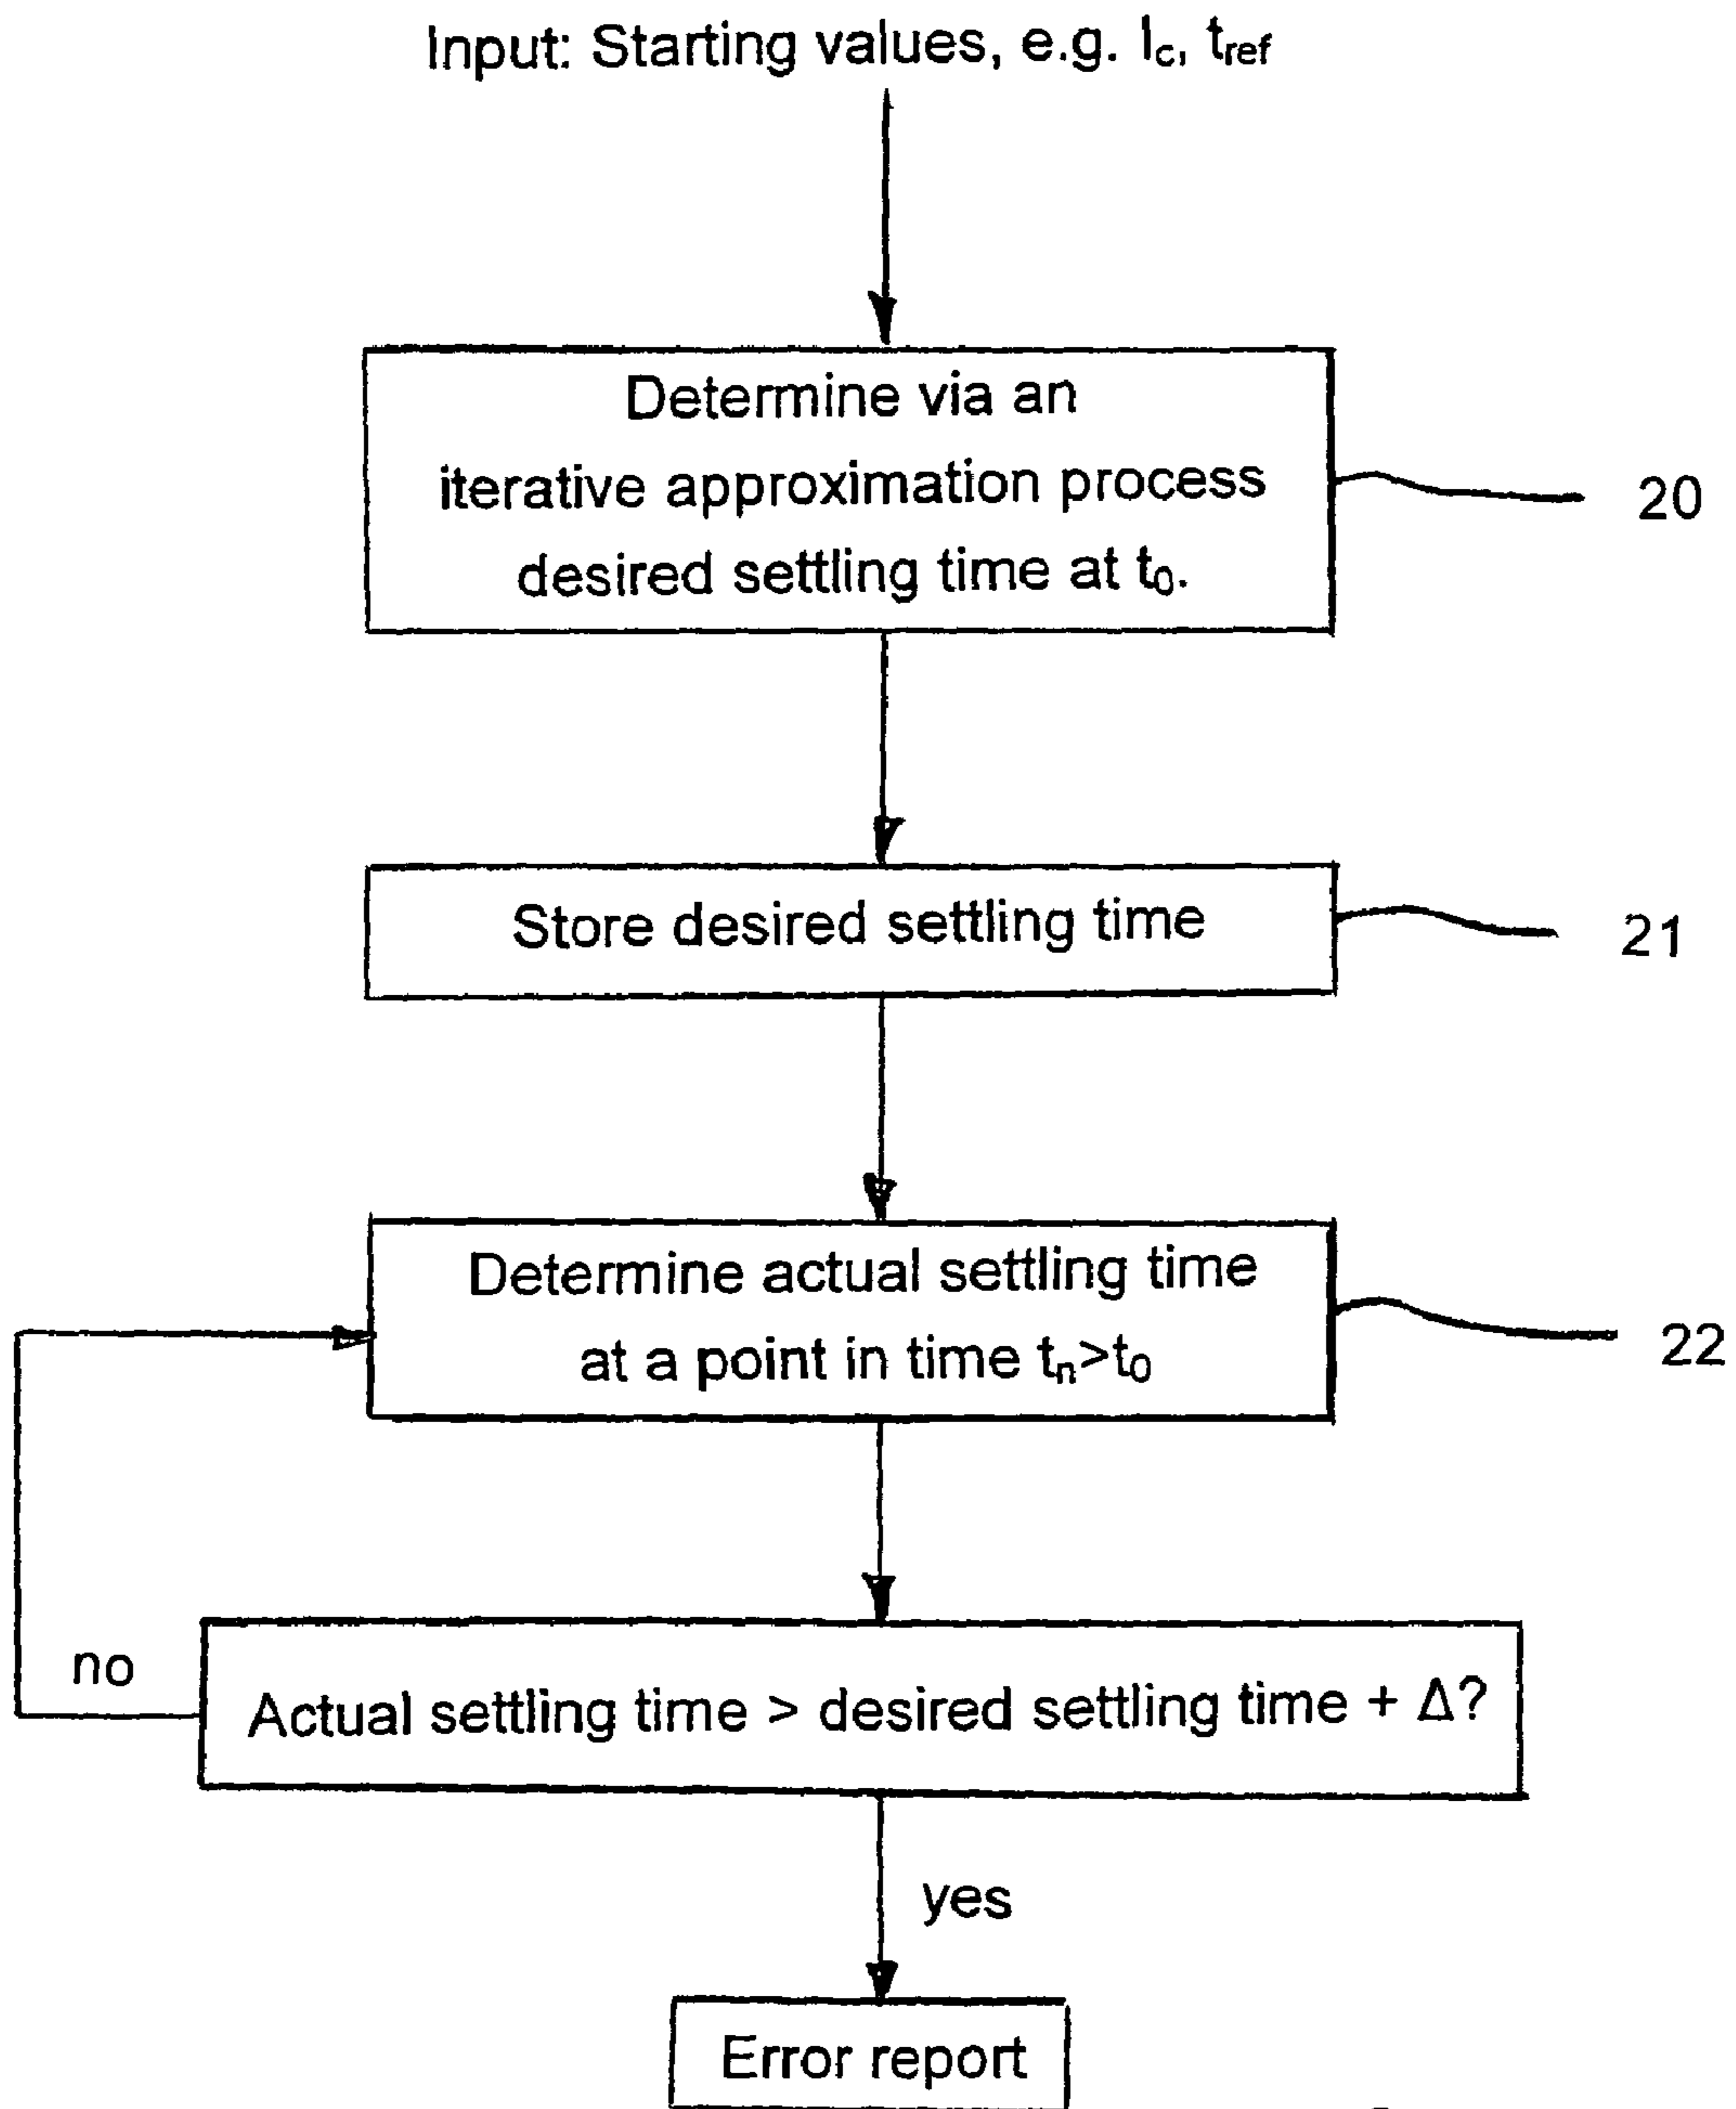 Input: Starting values, e.g. Ic, tref
Determine via an
iterative approximation process
desired settling time at t0.
20
Store desired settling time
21
Determine actual settling time
at a point in time tn>t0
22
no
Actual settling time > desired settling time + Δ?
yes
Error report